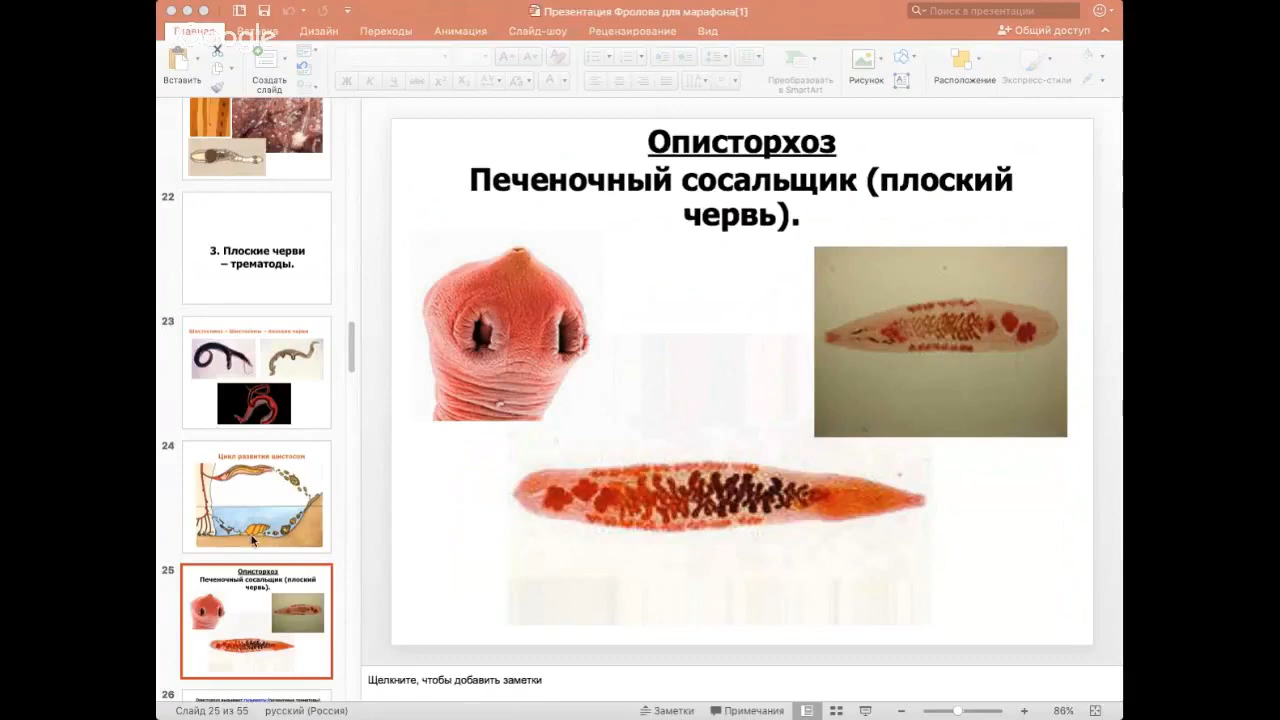 Презентация Фролова для марафона[1]
Поиск в презентации
Главная
Вставка
Дизайн
Переходы
Анимация
Слайд-шоу
Рецензирование
Вид
Общий доступ
Google
Вставить
Создать
слайд
Преобразовать
в SmartArt
Рисунок
Расположение
Экспресс-стили
22
3. Плоские черви
– трематоды.
23
24
Цикл развития шистосом
25
Описторхоз
Печеночный сосальщик (плоский
червь).
26
Описторхоз
Печеночный сосальщик (плоский
червь).
Щелкните, чтобы добавить заметки
Слайд 25 из 55
русский (Россия)
Заметки
Примечания
86%